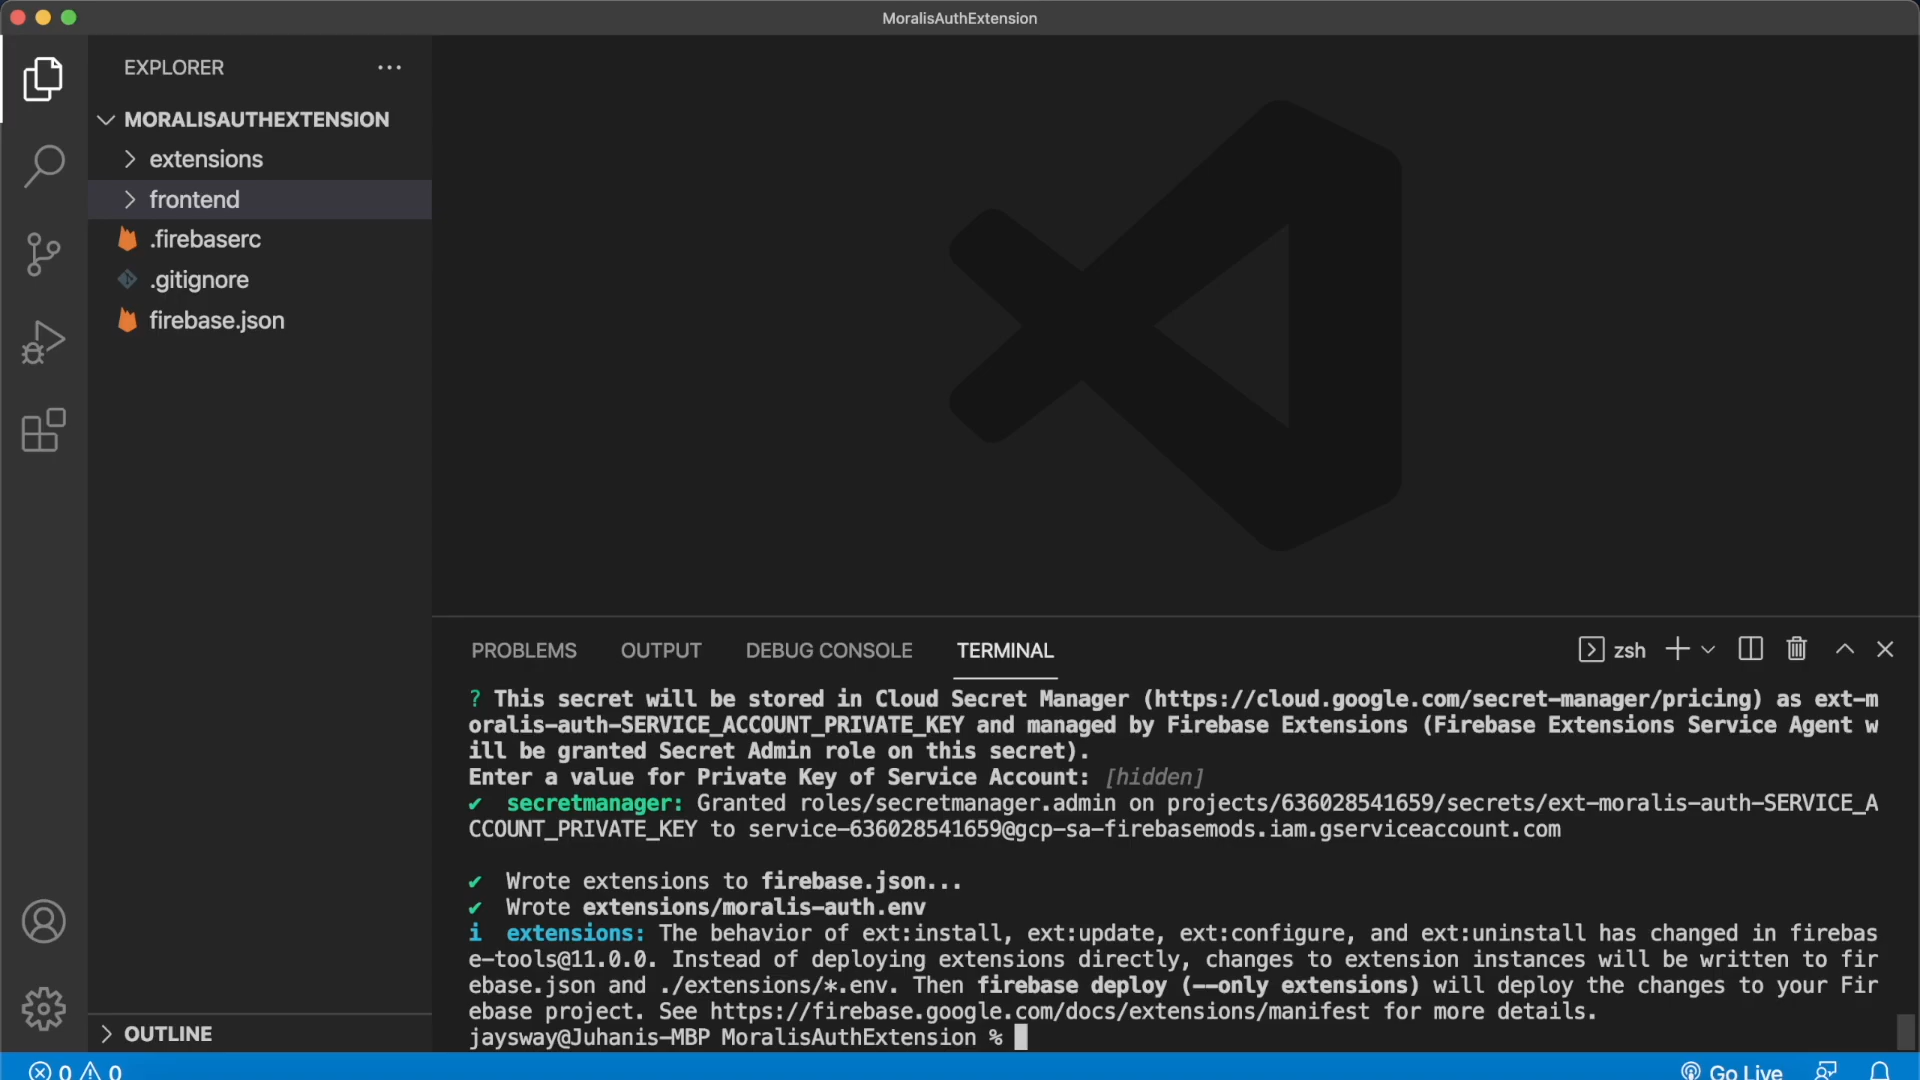 MoralisAuthExtension
EXPLORER
MORALISAUTHEXTENSION
extensions
frontend
.firebaserc
.gitignore
firebase.json
OUTLINE
PROBLEMS OUTPUT DEBUG CONSOLE TERMINAL
zsh
? This secret will be stored in Cloud Secret Manager (https://cloud.google.com/secret-manager/pricing) as ext-m
oralis-auth-SERVICE_ACCOUNT_PRIVATE_KEY and managed by Firebase Extensions (Firebase Extensions Service Agent w
ill be granted Secret Admin role on this secret).
Enter a value for Private Key of Service Account: [hidden]
✔ secretmanager: Granted roles/secretmanager.admin on projects/636028541659/secrets/ext-moralis-auth-SERVICE_A
CCOUNT_PRIVATE_KEY to service-636028541659@gcp-sa-firebasemods.iam.gserviceaccount.com
✔ Wrote extensions to firebase.json...
✔ Wrote extensions/moralis-auth.env
i extensions: The behavior of ext:install, ext:update, ext:configure, and ext:uninstall has changed in firebas
e-tools@11.0.0. Instead of deploying extensions directly, changes to extension instances will be written to fir
ebase.json and ./extensions/*.env. Then firebase deploy (--only extensions) will deploy the changes to your Fir
ebase project. See https://firebase.google.com/docs/extensions/manifest for more details.
jaysway@Juhanis-MBP MoralisAuthExtension %
0 0
Go Live